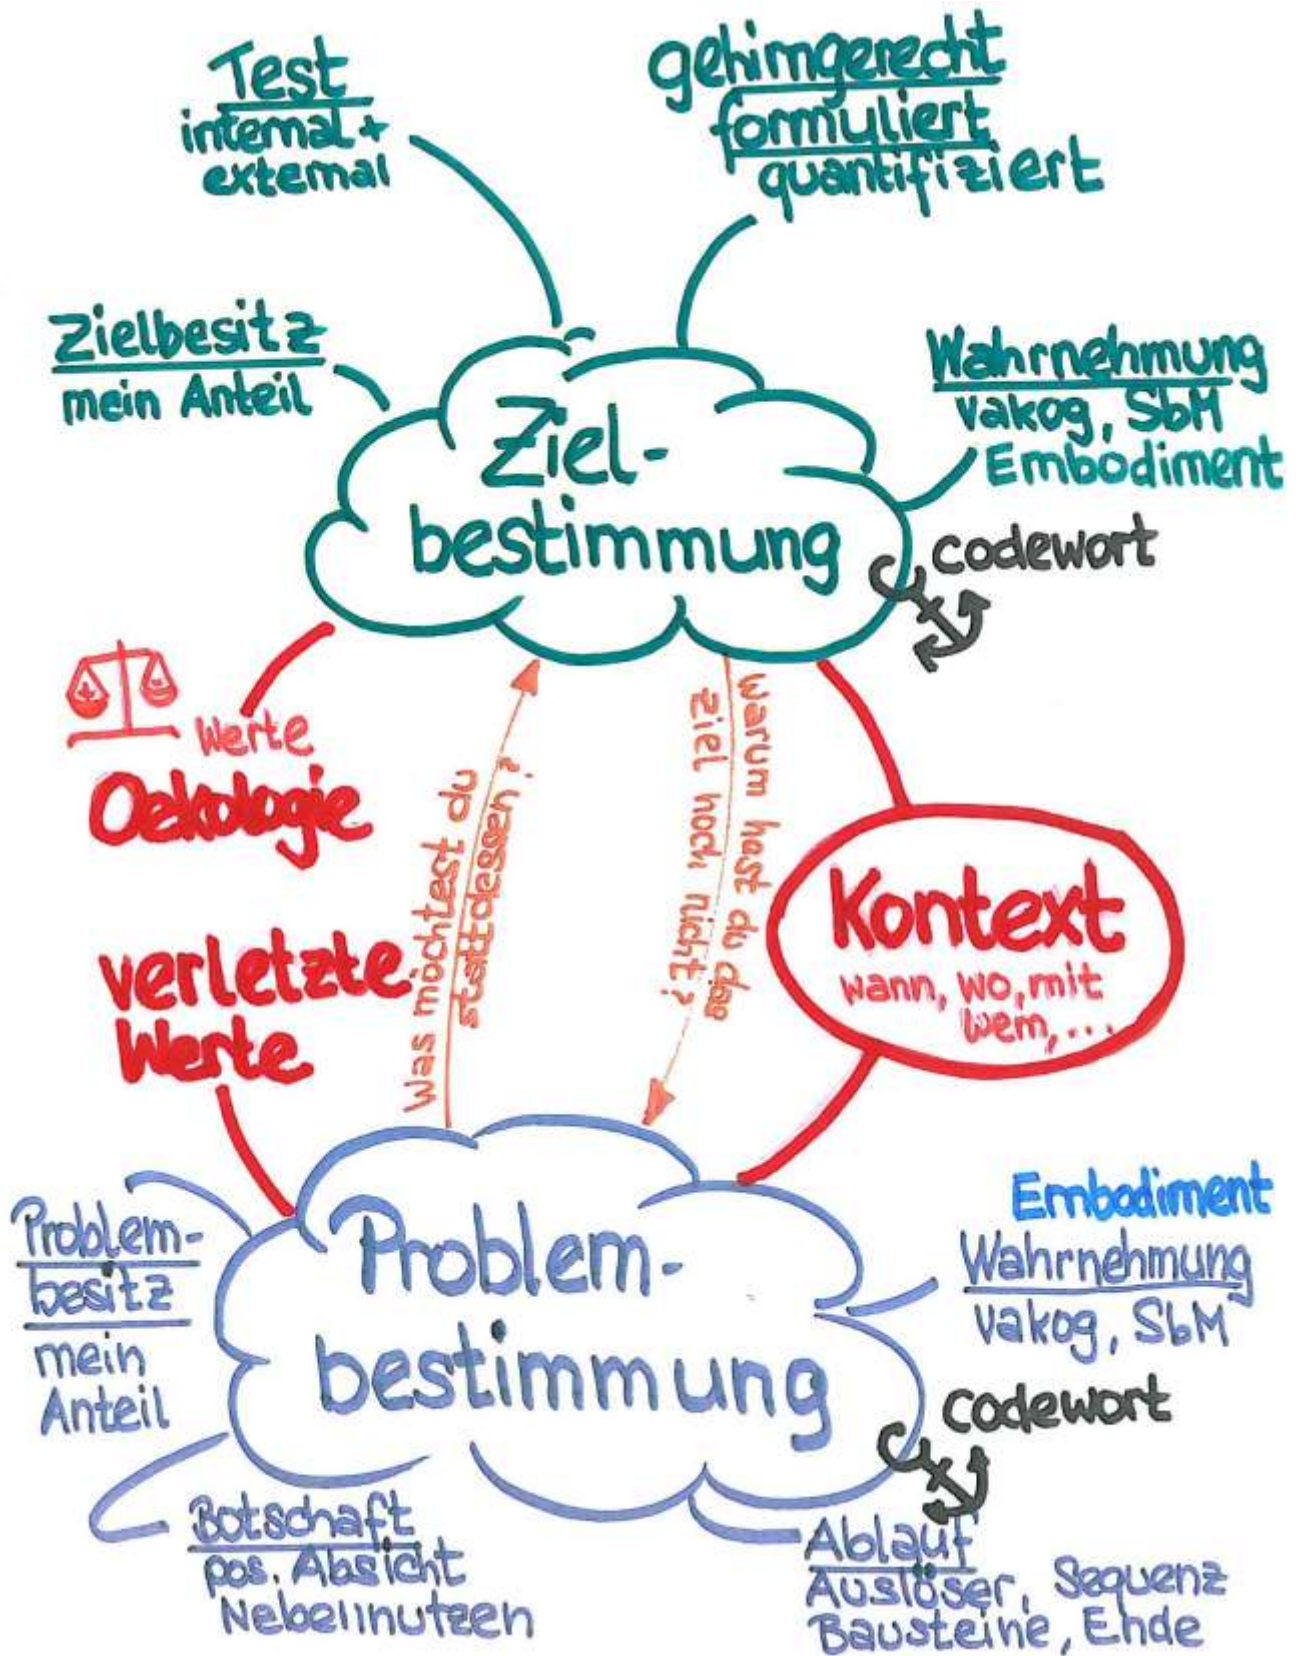 Test
internal +
external
gehirngerecht
formuliert
quantifiziert
Zielbesitz
mein Anteil
Wahrnehmung
vakog, SbM
Embodiment
Ziel-
bestimmung
codewort
Werte
Oekologie
Was möchtest du
stattdessen?
Warum hast du das
Ziel noch nicht?
Kontext
wann, wo, mit
wem, ...
verletzte
Werte
Problem-
besitz
mein
Anteil
Problem-
bestimmung
Embodiment
Wahrnehmung
vakog, SbM
codewort
Botschaft
pos. Absicht
Nebennutzen
Ablauf
Auslöser, Sequenz
Bausteine, Ende